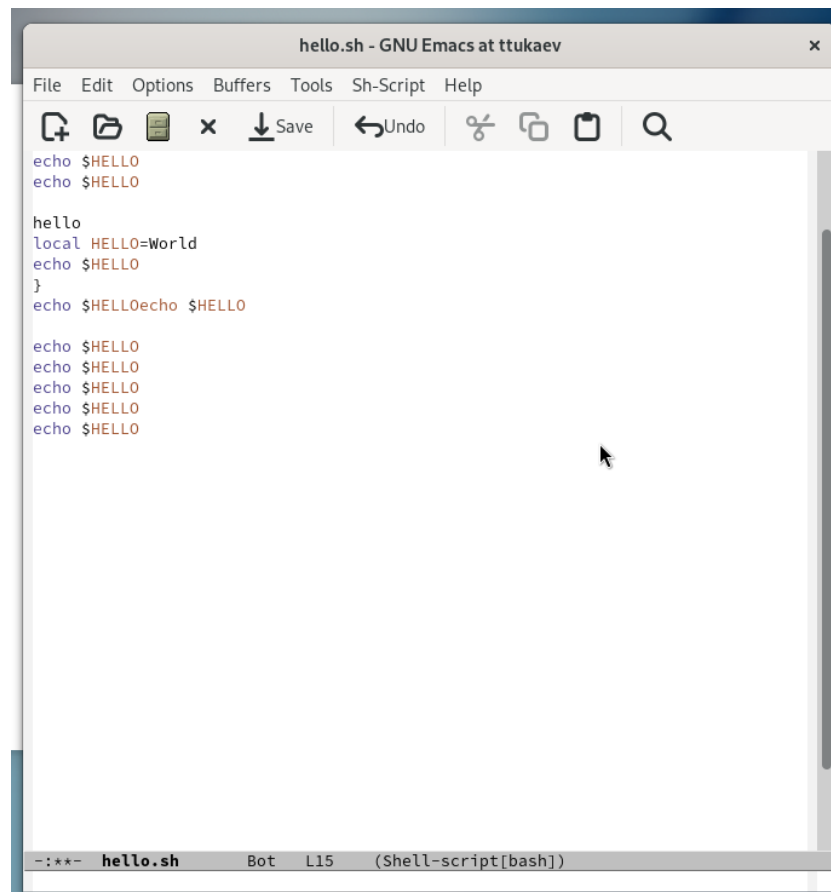 hello.sh - GNU Emacs at ttukaev
File Edit Options Buffers Tools Sh-Script Help
Save Undo
echo $HELLO
echo $HELLO
hello
local HELLO=World
echo $HELLO
}
echo $HELLOecho $HELLO
echo $HELLO
echo $HELLO
echo $HELLO
echo $HELLO
echo $HELLO
-:**- hello.sh Bot L15 (Shell-script[bash])